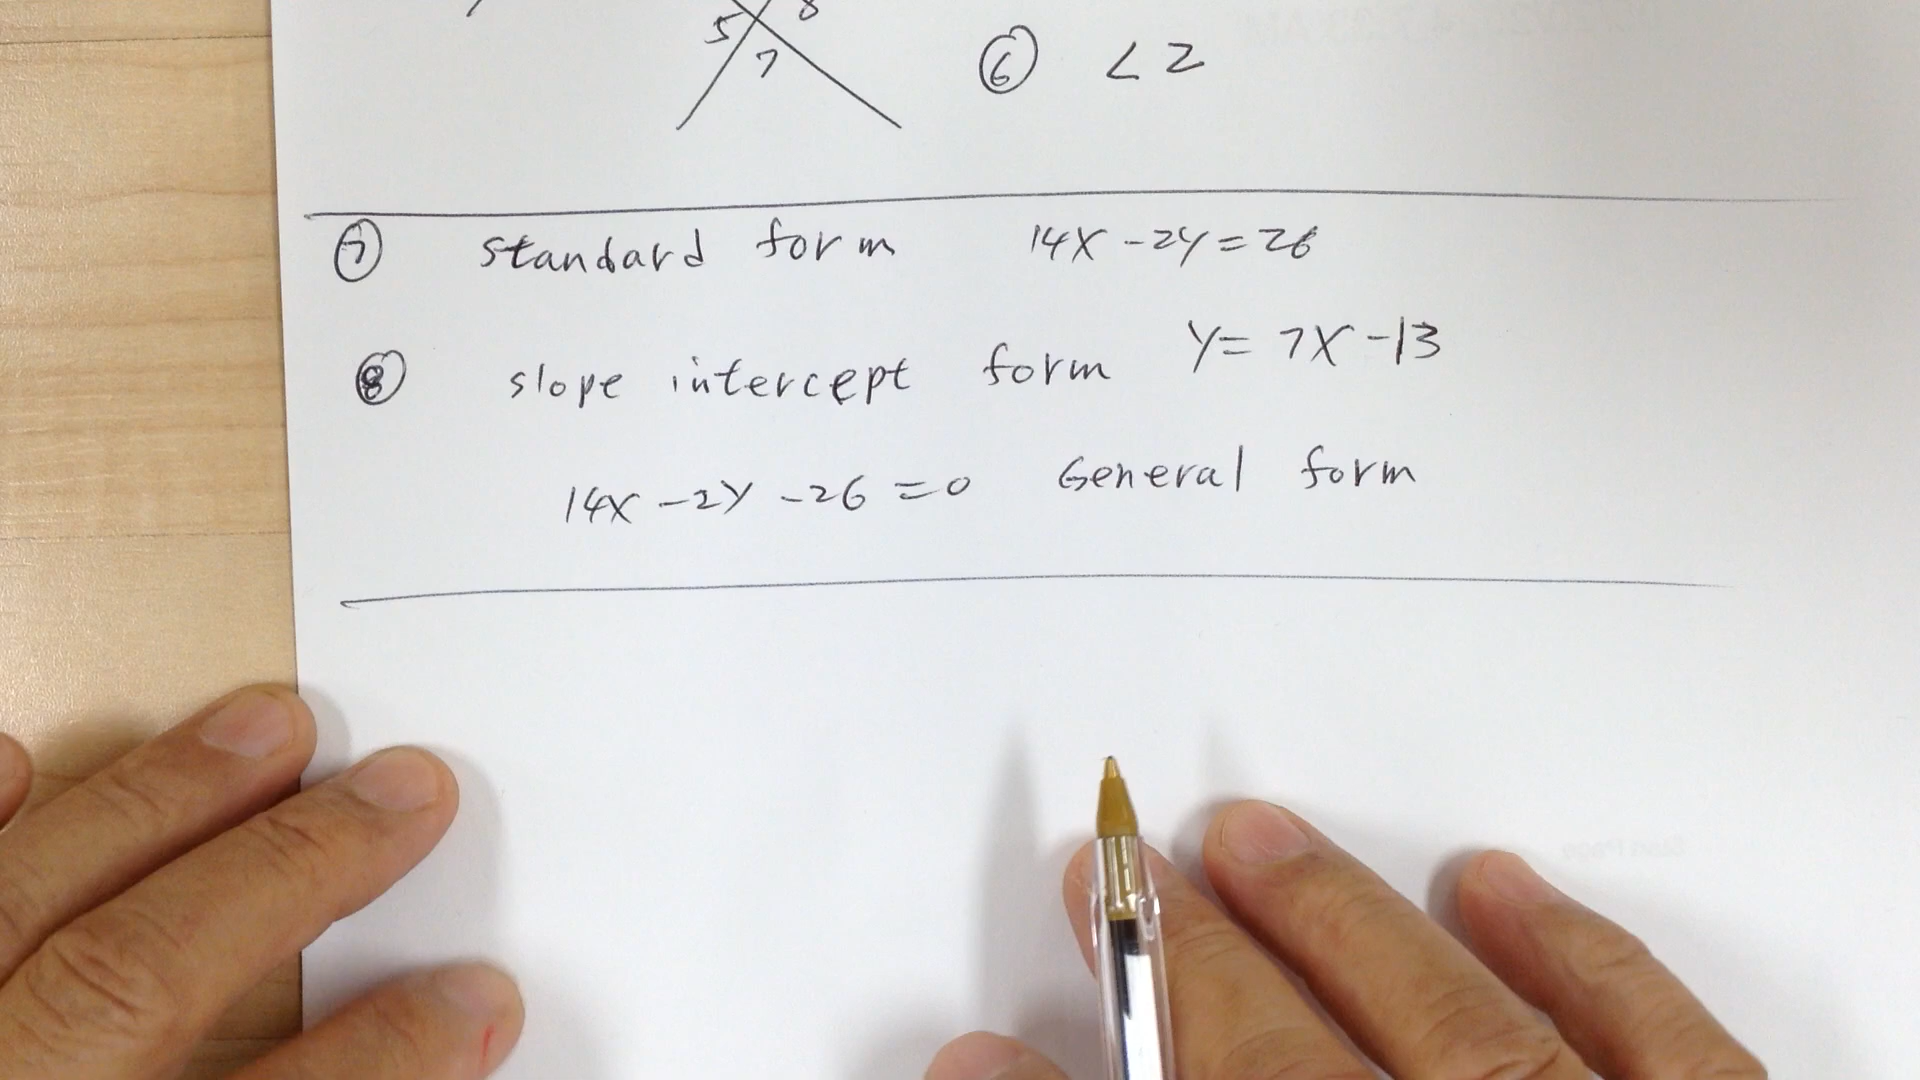 5 8
7
⑥ <2
⑦ standard form 14X -2Y = 26
⑧ slope intercept form Y= 7X -13
14X -2Y -26 =0 General form